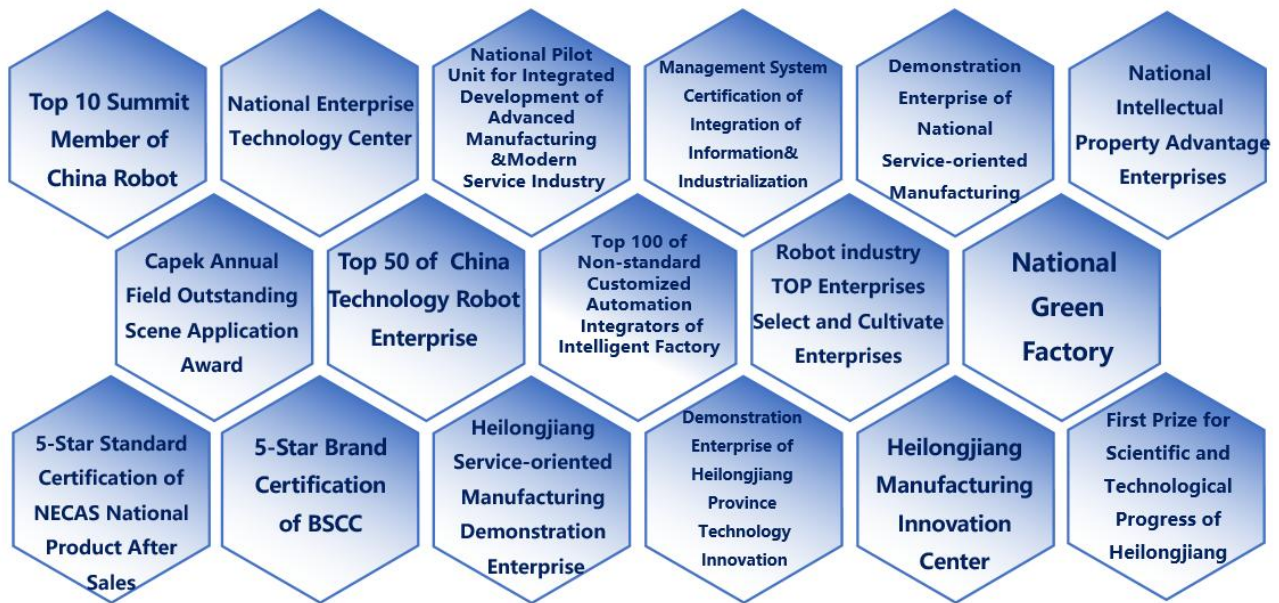 Top 10 Summit
Member of
China Robot
National Enterprise
Technology Center
National Pilot
Unit for Integrated
Development of
Advanced
Manufacturing
&Modern
Service Industry
Management System
Certification of
Integration of
Information&
Industrialization
Demonstration
Enterprise of
National
Service-oriented
Manufacturing
National
Intellectual
Property Advantage
Enterprises
Capek Annual
Field Outstanding
Scene Application
Award
Top 50 of China
Technology Robot
Enterprise
Top 100 of
Non-standard
Customized
Automation
Integrators of
Intelligent Factory
Robot industry
TOP Enterprises
Select and Cultivate
Enterprises
National
Green
Factory
5-Star Standard
Certification of
NECAS National
Product After
Sales
5-Star Brand
Certification
of BSCC
Heilongjiang
Service-oriented
Manufacturing
Demonstration
Enterprise
Demonstration
Enterprise of
Heilongjiang
Province
Technology
Innovation
Heilongjiang
Manufacturing
Innovation
Center
First Prize for
Scientific and
Technological
Progress of
Heilongjiang